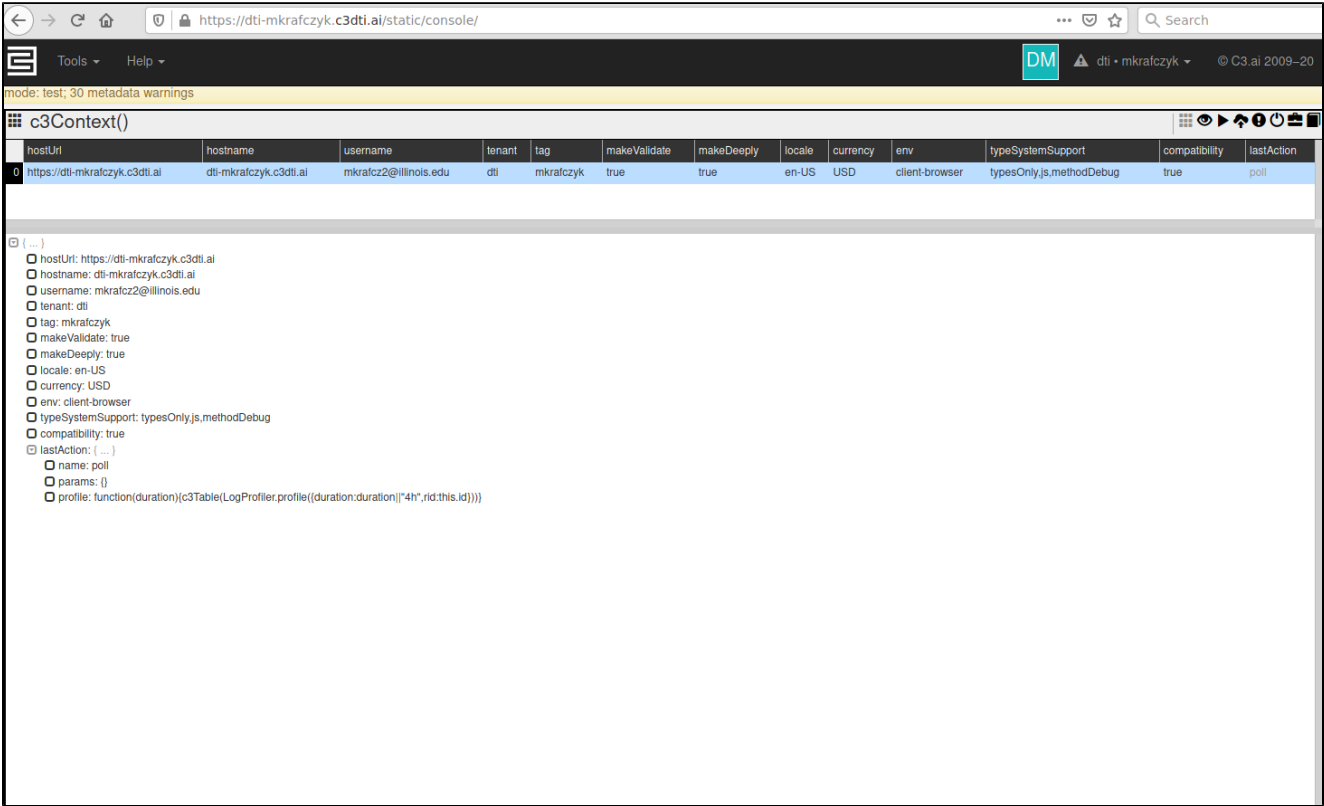 https://dti-mkrafczyk.c3dti.ai/static/console/
Search
Tools
Help
DM
dti • mkrafczyk
© C3.ai 2009–20
mode: test; 30 metadata warnings
c3Context()
hostUrl hostname username tenant tag makeValidate makeDeeply locale currency env typeSystemSupport compatibility lastAction
0 https://dti-mkrafczyk.c3dti.ai dti-mkrafczyk.c3dti.ai mkrafcz2@illinois.edu dti mkrafczyk true true en-US USD client-browser typesOnly,js,methodDebug true poll
{ ... }
hostUrl: https://dti-mkrafczyk.c3dti.ai
hostname: dti-mkrafczyk.c3dti.ai
username: mkrafcz2@illinois.edu
tenant: dti
tag: mkrafczyk
makeValidate: true
makeDeeply: true
locale: en-US
currency: USD
env: client-browser
typeSystemSupport: typesOnly,js,methodDebug
compatibility: true
lastAction: { ... }
name: poll
params: {}
profile: function(duration){c3Table(LogProfiler.profile({duration:duration||"4h",rid:this.id}))}